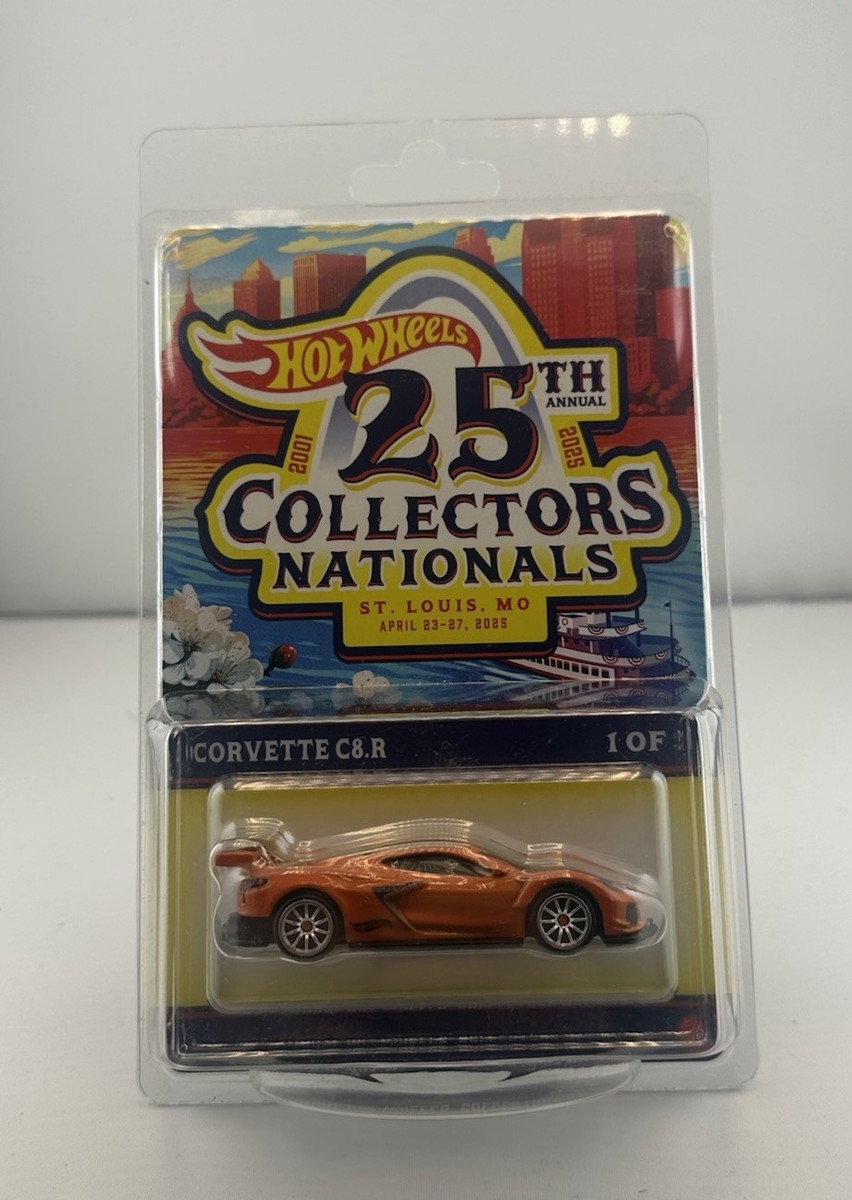 HOT WHEELS
25TH
ANNUAL
2001
2025
COLLECTORS
NATIONALS
ST. LOUIS, MO
APRIL 23-27, 2025
CORVETTE C8.R
1 OF